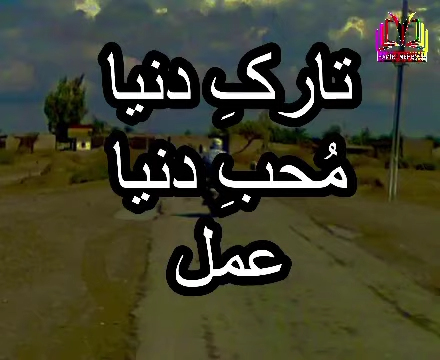 تارکِ دنیا
مُحبِ دنیا
عمل